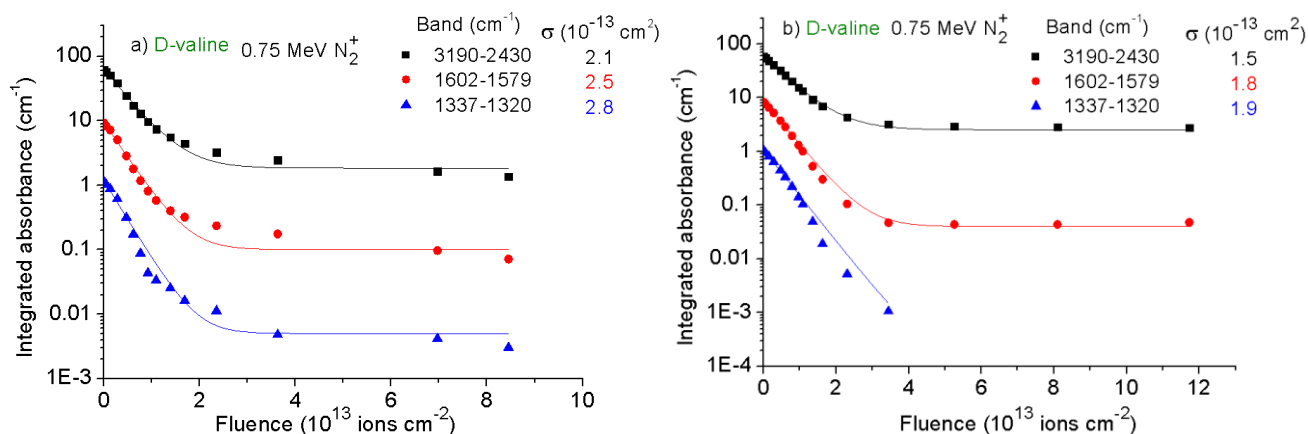 a) D-valine 0.75 MeV N₂⁺
Band (cm⁻¹) σ (10⁻¹³ cm²)
3190-2430 2.1
1602-1579 2.5
1337-1320 2.8
Integrated absorbance (cm⁻¹)
100
10
1
0.1
0.01
1E-3
0 2 4 6 8 10
Fluence (10¹³ ions cm⁻²)
b) D-valine 0.75 MeV N₂⁺
Band (cm⁻¹) σ (10⁻¹³ cm²)
3190-2430 1.5
1602-1579 1.8
1337-1320 1.9
Integrated absorbance (cm⁻¹)
100
10
1
0.1
0.01
1E-3
1E-4
0 2 4 6 8 10 12
Fluence (10¹³ ions cm⁻²)